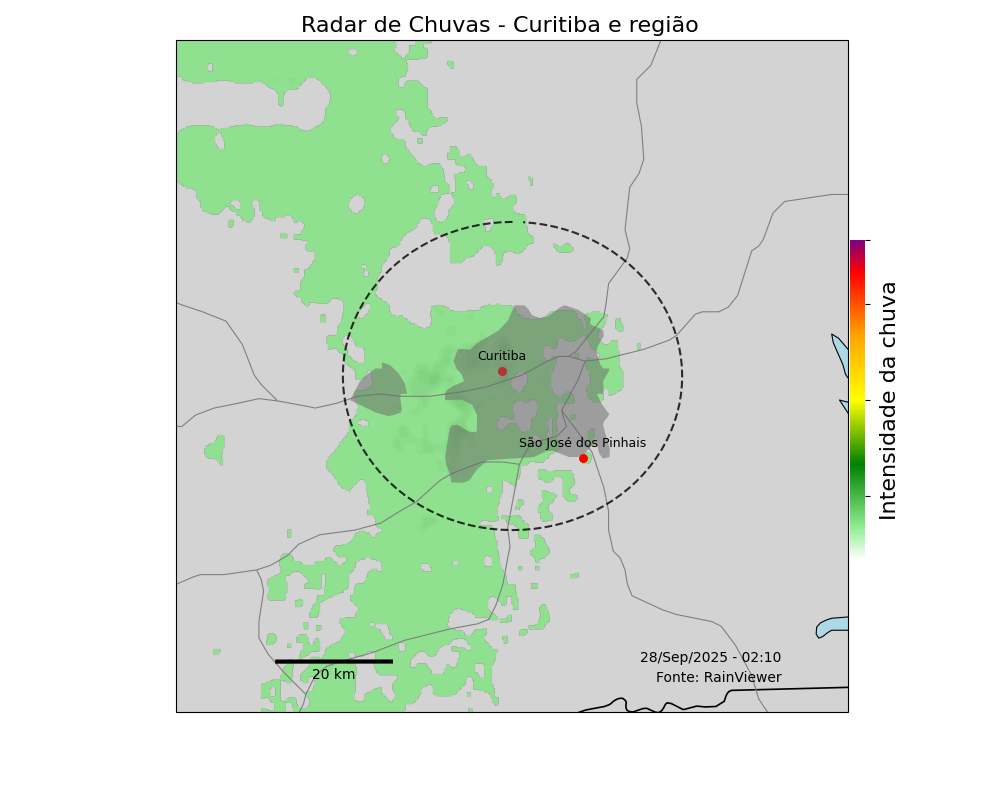 Radar de Chuvas - Curitiba e região
Curitiba
São José dos Pinhais
Intensidade da chuva
28/Sep/2025 - 02:10
Fonte: RainViewer
20 km